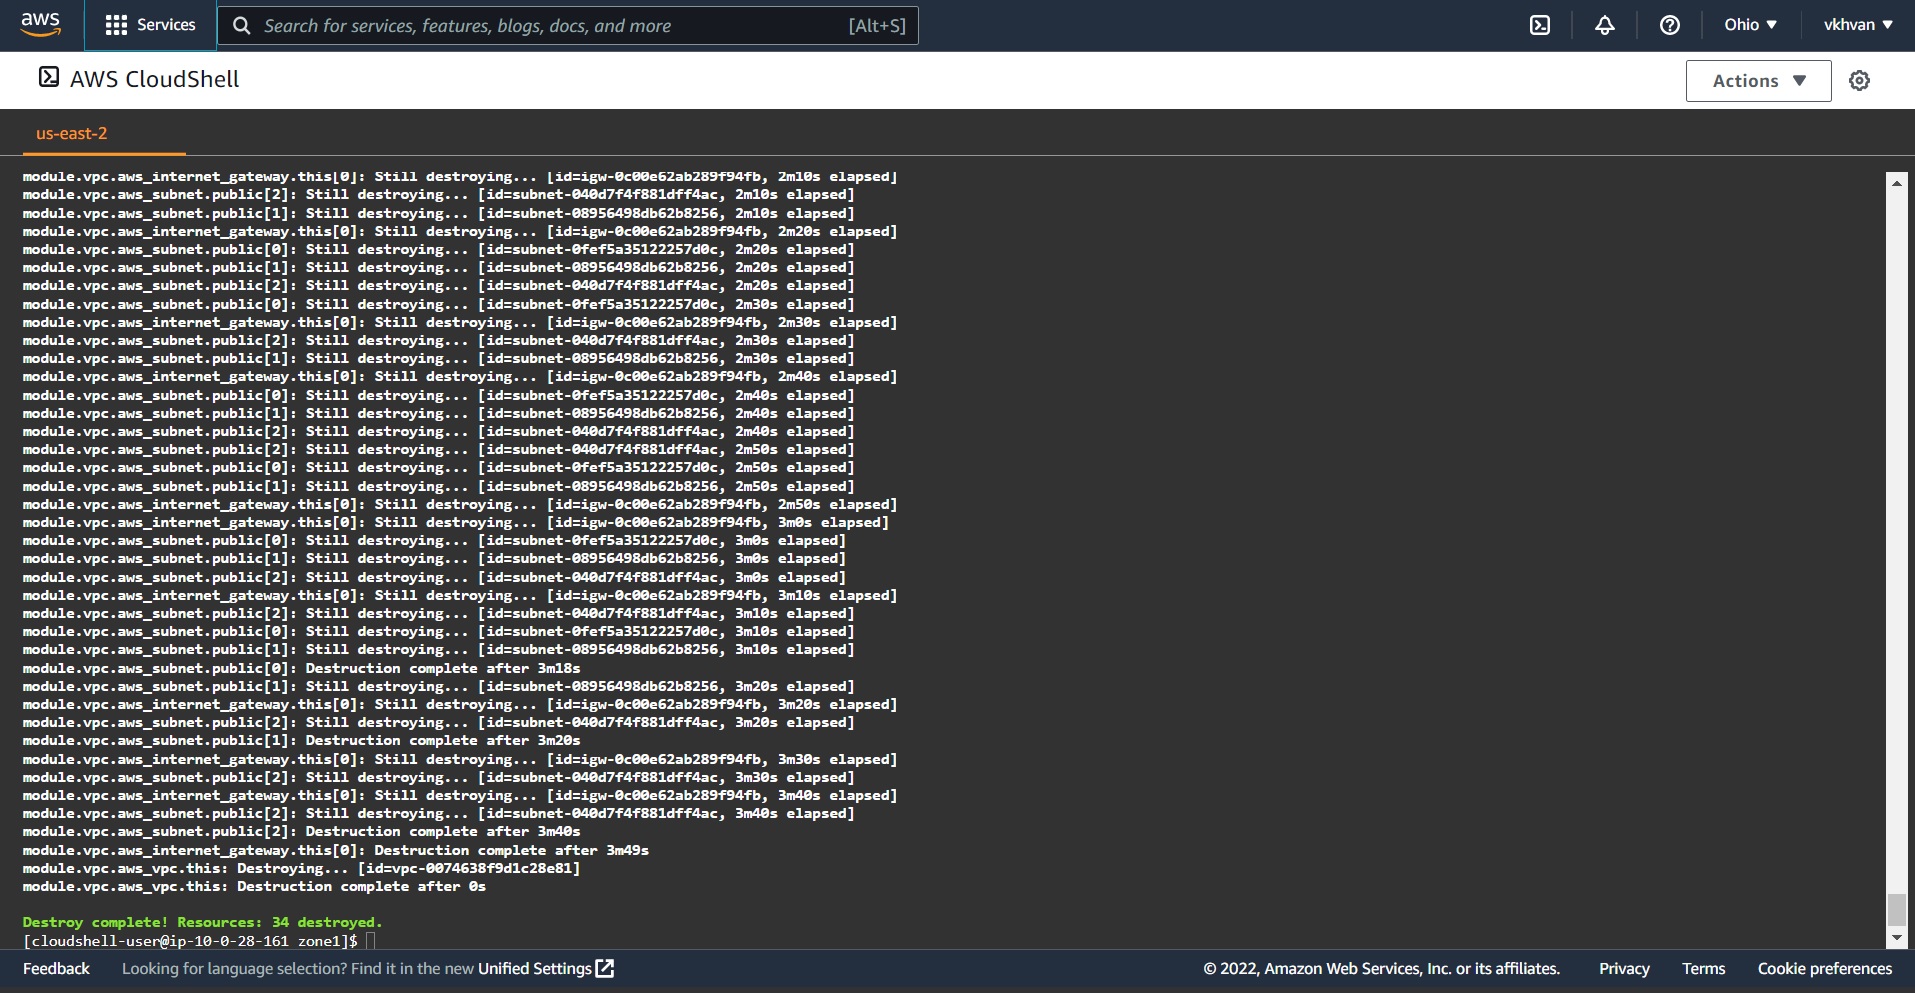 aws
Services
Search for services, features, blogs, docs, and more [Alt+S]
Ohio ▼
vkhvan ▼
AWS CloudShell
Actions ▼
us-east-2
module.vpc.aws_internet_gateway.this[0]: Still destroying... [id=igw-0c00e62ab289f94fb, 2m10s elapsed]
module.vpc.aws_subnet.public[2]: Still destroying... [id=subnet-040d7f4f881dff4ac, 2m10s elapsed]
module.vpc.aws_subnet.public[1]: Still destroying... [id=subnet-08956498db62b8256, 2m10s elapsed]
module.vpc.aws_internet_gateway.this[0]: Still destroying... [id=igw-0c00e62ab289f94fb, 2m20s elapsed]
module.vpc.aws_subnet.public[0]: Still destroying... [id=subnet-0fef5a35122257d0c, 2m20s elapsed]
module.vpc.aws_subnet.public[1]: Still destroying... [id=subnet-08956498db62b8256, 2m20s elapsed]
module.vpc.aws_subnet.public[2]: Still destroying... [id=subnet-040d7f4f881dff4ac, 2m20s elapsed]
module.vpc.aws_subnet.public[0]: Still destroying... [id=subnet-0fef5a35122257d0c, 2m30s elapsed]
module.vpc.aws_internet_gateway.this[0]: Still destroying... [id=igw-0c00e62ab289f94fb, 2m30s elapsed]
module.vpc.aws_subnet.public[2]: Still destroying... [id=subnet-040d7f4f881dff4ac, 2m30s elapsed]
module.vpc.aws_subnet.public[1]: Still destroying... [id=subnet-08956498db62b8256, 2m30s elapsed]
module.vpc.aws_internet_gateway.this[0]: Still destroying... [id=igw-0c00e62ab289f94fb, 2m40s elapsed]
module.vpc.aws_subnet.public[0]: Still destroying... [id=subnet-0fef5a35122257d0c, 2m40s elapsed]
module.vpc.aws_subnet.public[1]: Still destroying... [id=subnet-08956498db62b8256, 2m40s elapsed]
module.vpc.aws_subnet.public[2]: Still destroying... [id=subnet-040d7f4f881dff4ac, 2m40s elapsed]
module.vpc.aws_subnet.public[2]: Still destroying... [id=subnet-040d7f4f881dff4ac, 2m50s elapsed]
module.vpc.aws_subnet.public[0]: Still destroying... [id=subnet-0fef5a35122257d0c, 2m50s elapsed]
module.vpc.aws_subnet.public[1]: Still destroying... [id=subnet-08956498db62b8256, 2m50s elapsed]
module.vpc.aws_internet_gateway.this[0]: Still destroying... [id=igw-0c00e62ab289f94fb, 2m50s elapsed]
module.vpc.aws_internet_gateway.this[0]: Still destroying... [id=igw-0c00e62ab289f94fb, 3m0s elapsed]
module.vpc.aws_subnet.public[0]: Still destroying... [id=subnet-0fef5a35122257d0c, 3m0s elapsed]
module.vpc.aws_subnet.public[1]: Still destroying... [id=subnet-08956498db62b8256, 3m0s elapsed]
module.vpc.aws_subnet.public[2]: Still destroying... [id=subnet-040d7f4f881dff4ac, 3m0s elapsed]
module.vpc.aws_internet_gateway.this[0]: Still destroying... [id=igw-0c00e62ab289f94fb, 3m10s elapsed]
module.vpc.aws_subnet.public[2]: Still destroying... [id=subnet-040d7f4f881dff4ac, 3m10s elapsed]
module.vpc.aws_subnet.public[0]: Still destroying... [id=subnet-0fef5a35122257d0c, 3m10s elapsed]
module.vpc.aws_subnet.public[1]: Still destroying... [id=subnet-08956498db62b8256, 3m10s elapsed]
module.vpc.aws_subnet.public[0]: Destruction complete after 3m18s
module.vpc.aws_subnet.public[1]: Still destroying... [id=subnet-08956498db62b8256, 3m20s elapsed]
module.vpc.aws_internet_gateway.this[0]: Still destroying... [id=igw-0c00e62ab289f94fb, 3m20s elapsed]
module.vpc.aws_subnet.public[2]: Still destroying... [id=subnet-040d7f4f881dff4ac, 3m20s elapsed]
module.vpc.aws_subnet.public[1]: Destruction complete after 3m20s
module.vpc.aws_internet_gateway.this[0]: Still destroying... [id=igw-0c00e62ab289f94fb, 3m30s elapsed]
module.vpc.aws_subnet.public[2]: Still destroying... [id=subnet-040d7f4f881dff4ac, 3m30s elapsed]
module.vpc.aws_internet_gateway.this[0]: Still destroying... [id=igw-0c00e62ab289f94fb, 3m40s elapsed]
module.vpc.aws_subnet.public[2]: Still destroying... [id=subnet-040d7f4f881dff4ac, 3m40s elapsed]
module.vpc.aws_subnet.public[2]: Destruction complete after 3m40s
module.vpc.aws_internet_gateway.this[0]: Destruction complete after 3m49s
module.vpc.aws_vpc.this: Destroying... [id=vpc-0074638f9d1c28e81]
module.vpc.aws_vpc.this: Destruction complete after 0s
Destroy complete! Resources: 34 destroyed.
[cloudshell-user@ip-10-0-28-161 zone1]$
Feedback Looking for language selection? Find it in the new Unified Settings © 2022, Amazon Web Services, Inc. or its affiliates. Privacy Terms Cookie preferences